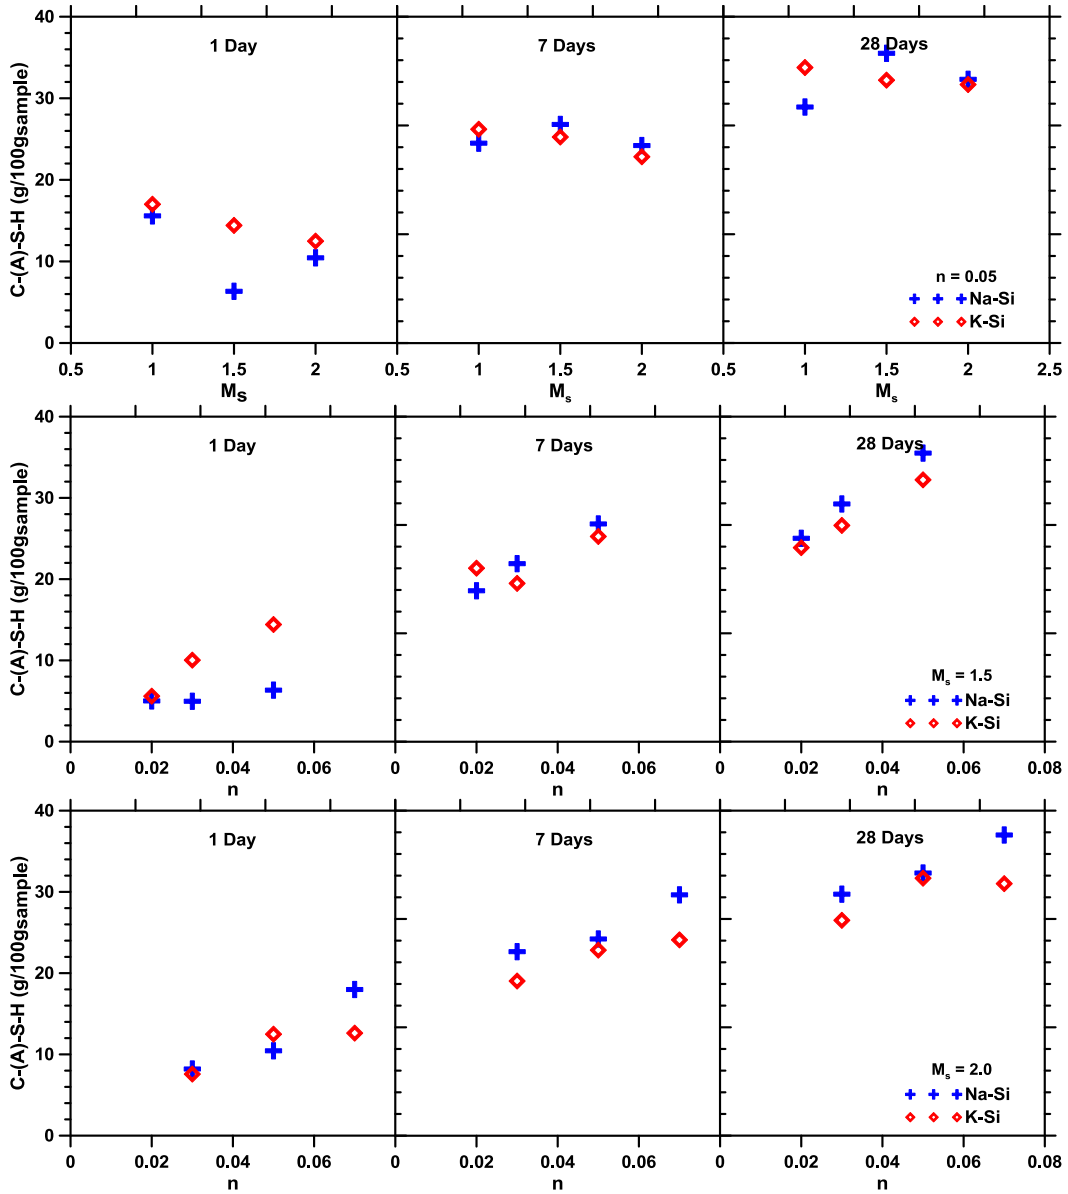 40
30
20
10
0
C-(A)-S-H (g/100gsample)
1 Day
7 Days
28 Days
n = 0.05
Na-Si
K-Si
0.5 1 1.5 2 0.5 1 1.5 2 0.5 1 1.5 2 2.5
Ms Ms Ms
40
30
20
10
0
C-(A)-S-H (g/100gsample)
1 Day
7 Days
28 Days
Ms = 1.5
Na-Si
K-Si
0 0.02 0.04 0.06 0 0.02 0.04 0.06 0 0.02 0.04 0.06 0.08
n n n
40
30
20
10
0
C-(A)-S-H (g/100gsample)
1 Day
7 Days
28 Days
Ms = 2.0
Na-Si
K-Si
0 0.02 0.04 0.06 0 0.02 0.04 0.06 0 0.02 0.04 0.06 0.08
n n n